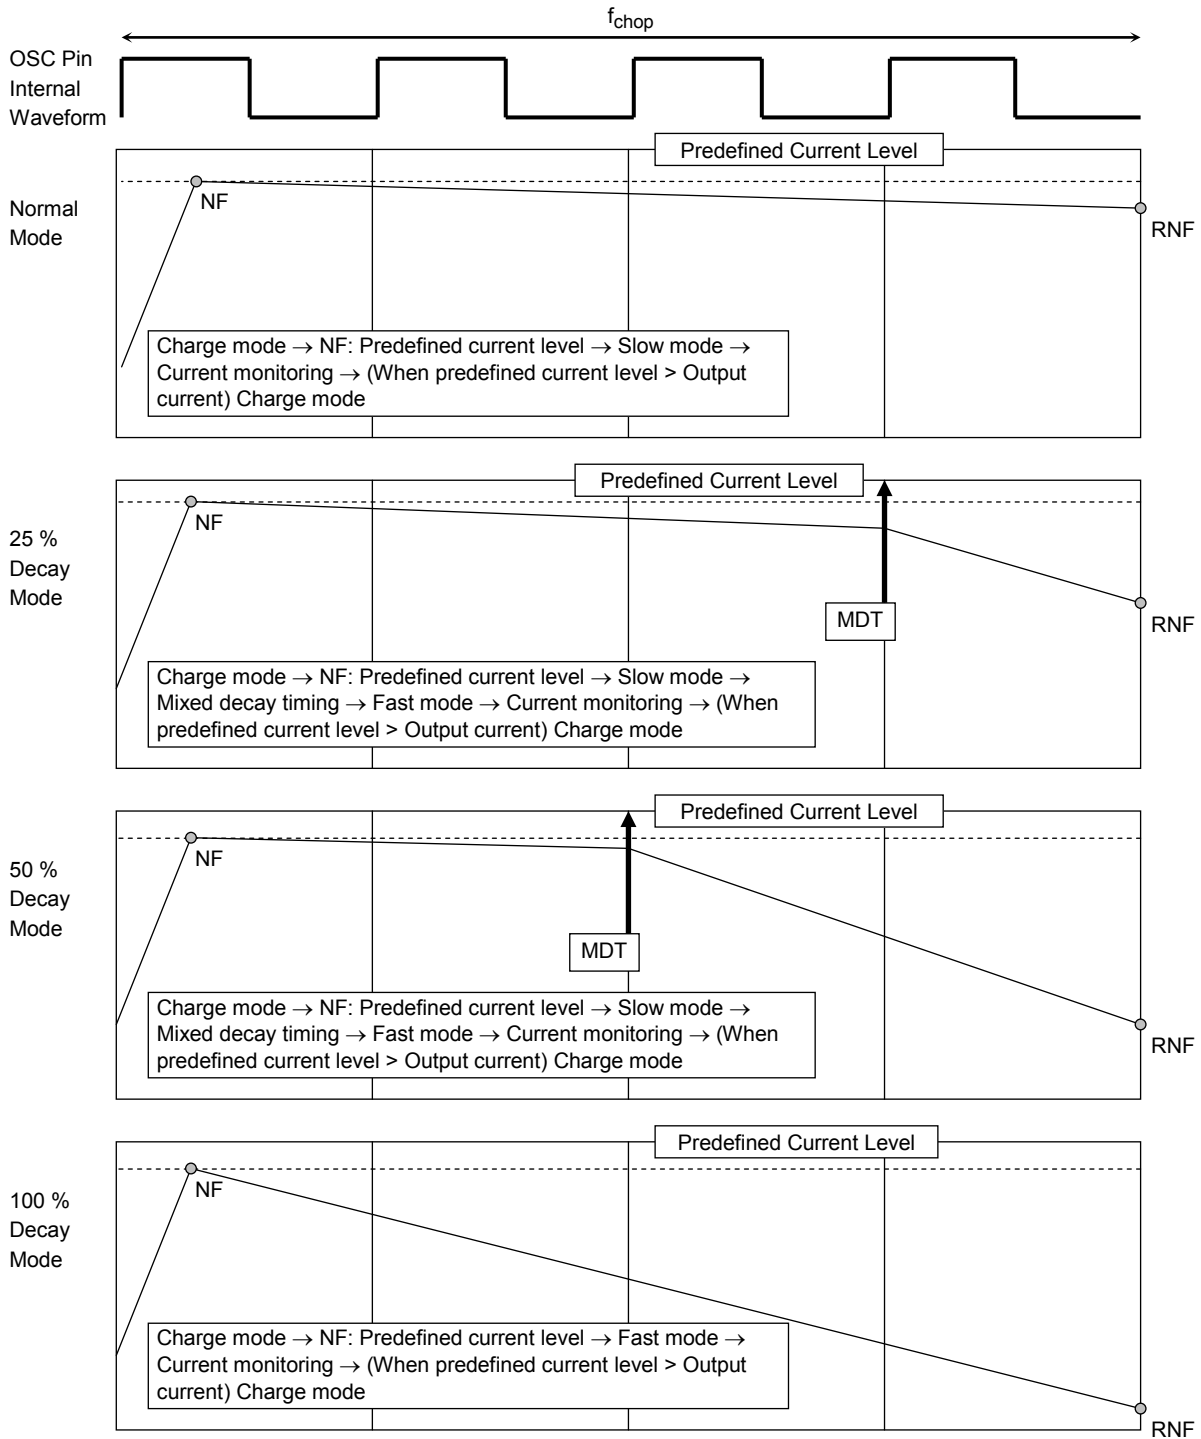 f_chop
OSC Pin
Internal
Waveform
Predefined Current Level
NF
Normal
Mode
RNF
Charge mode → NF: Predefined current level → Slow mode →
Current monitoring → (When predefined current level > Output
current) Charge mode
Predefined Current Level
NF
25 %
Decay
Mode
MDT
RNF
Charge mode → NF: Predefined current level → Slow mode →
Mixed decay timing → Fast mode → Current monitoring → (When
predefined current level > Output current) Charge mode
Predefined Current Level
NF
50 %
Decay
Mode
MDT
Charge mode → NF: Predefined current level → Slow mode →
Mixed decay timing → Fast mode → Current monitoring → (When
predefined current level > Output current) Charge mode
RNF
Predefined Current Level
NF
100 %
Decay
Mode
Charge mode → NF: Predefined current level → Fast mode →
Current monitoring → (When predefined current level > Output
current) Charge mode
RNF